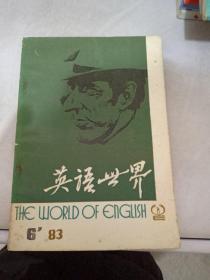 英语世界
THE WORLD OF ENGLISH
6' 83